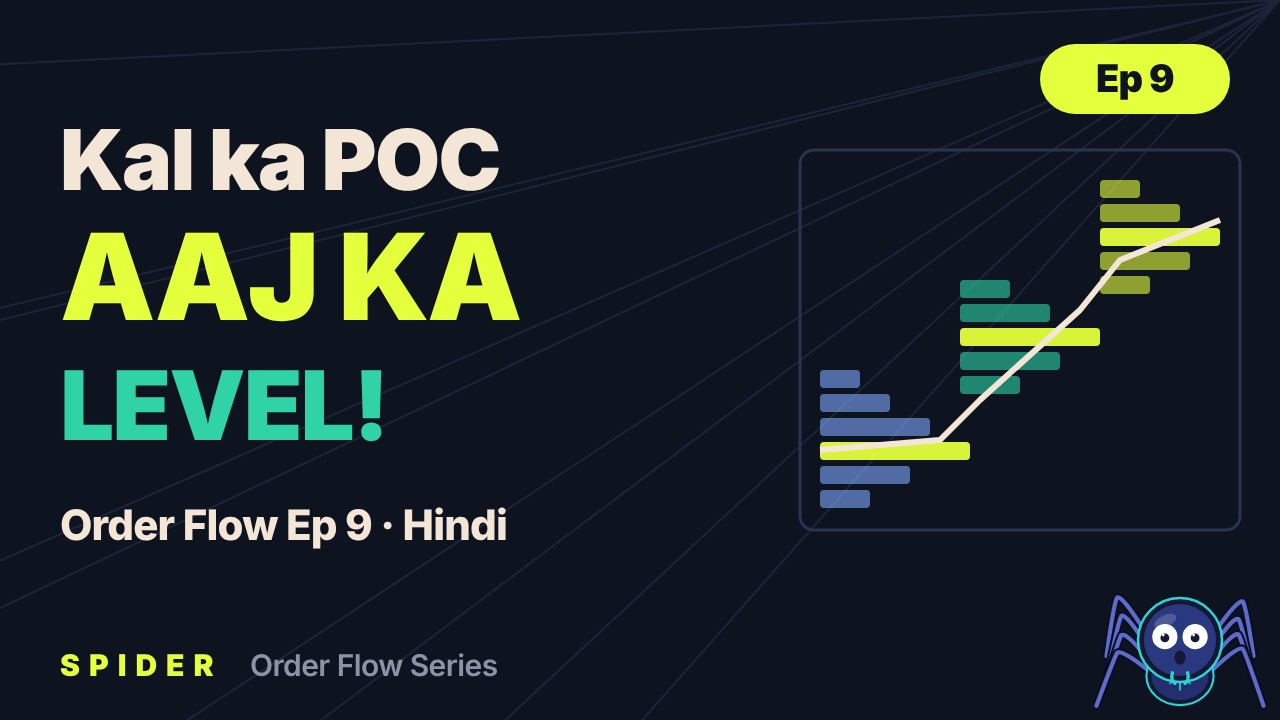 Ep 9
Kal ka POC
AAJ KA
LEVEL!
Order Flow Ep 9 · Hindi
SPIDER Order Flow Series